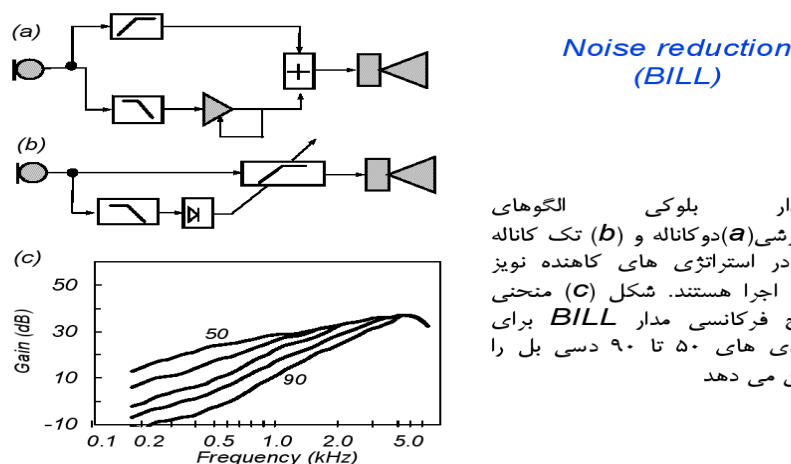 Noise reduction
(BILL)
(a)
(b)
(c)
Gain (dB)
50
30
10
-10
50
90
0.1 0.2 0.5 1.0 2.0 5.0
Frequency (kHz)
بلوکی الگوهای
(a)دوکاناله و (b) تک کاناله
در استراتژی های کاهنده نویز
اجرا هستند. شکل (c) منحنی
فرکانسی مدار BILL برای
های ۵۰ تا ۹۰ دسی بل را
می دهد